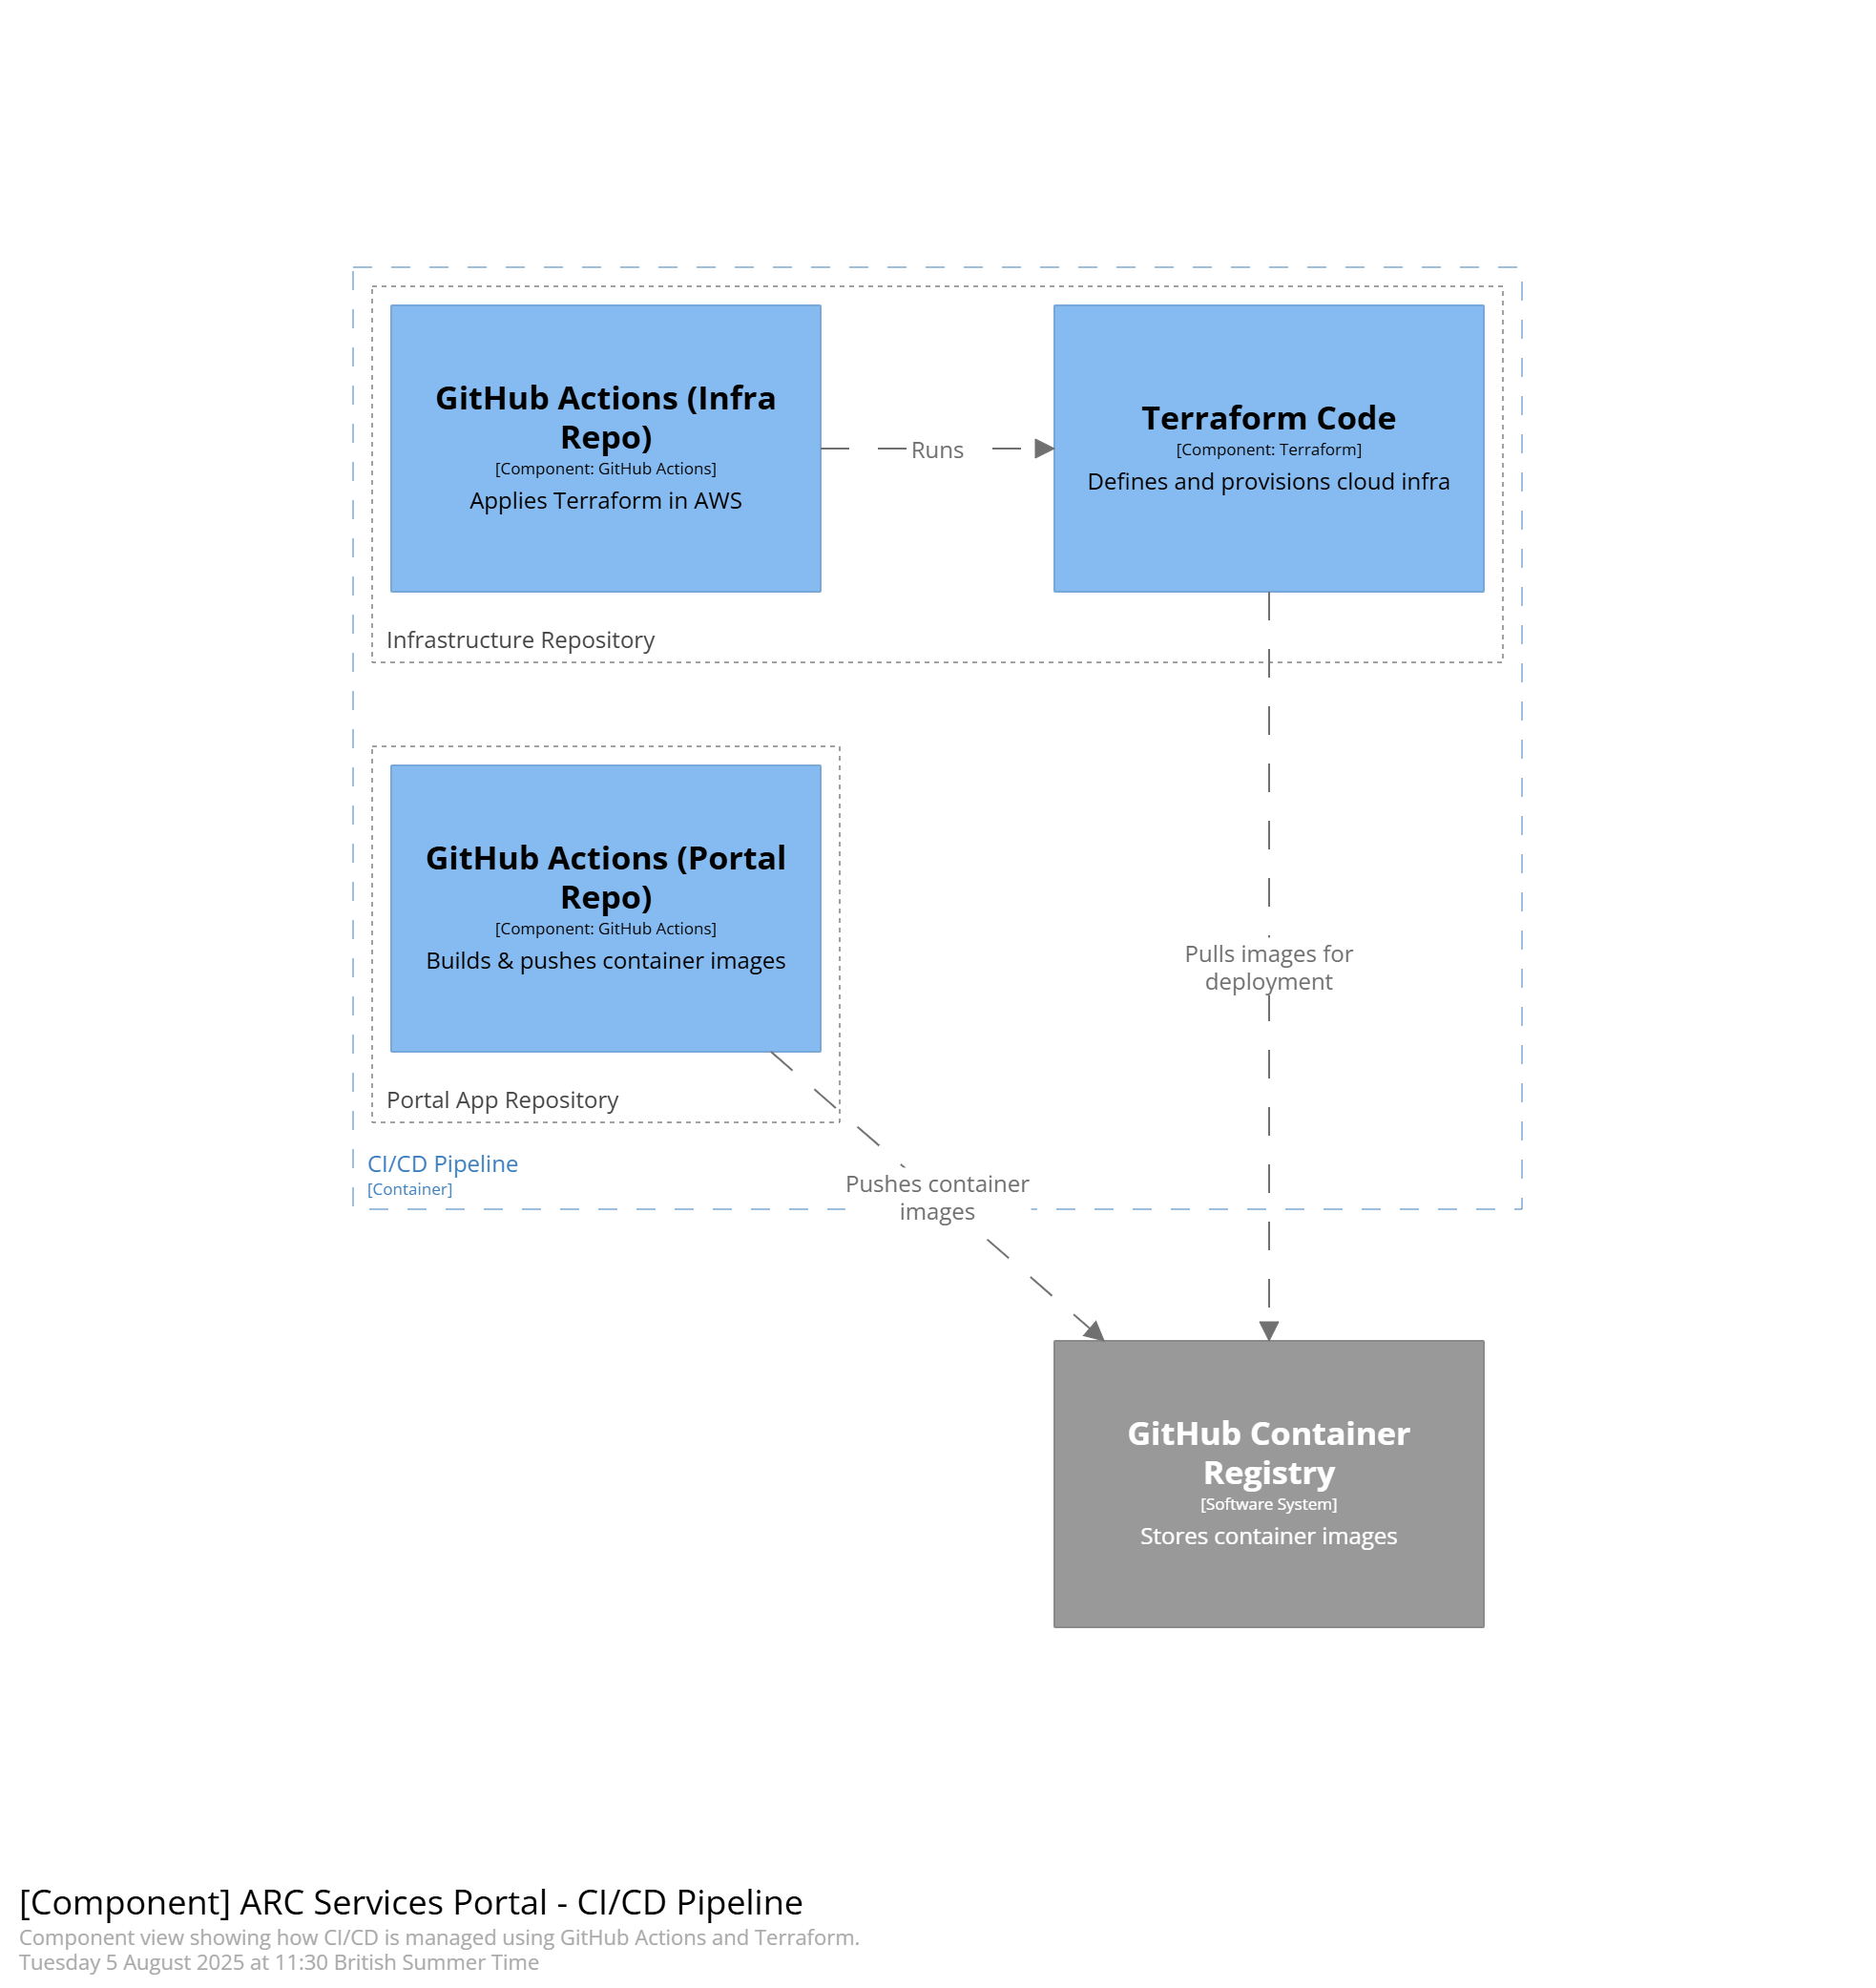 GitHub Actions (Infra
Repo)
[Component: GitHub Actions]
Applies Terraform in AWS
Runs
Terraform Code
[Component: Terraform]
Defines and provisions cloud infra
Infrastructure Repository
GitHub Actions (Portal
Repo)
[Component: GitHub Actions]
Builds & pushes container images
Pulls images for
deployment
Portal App Repository
CI/CD Pipeline
[Container]
Pushes container
images
GitHub Container
Registry
[Software System]
Stores container images
[Component] ARC Services Portal - CI/CD Pipeline
Component view showing how CI/CD is managed using GitHub Actions and Terraform.
Tuesday 5 August 2025 at 11:30 British Summer Time